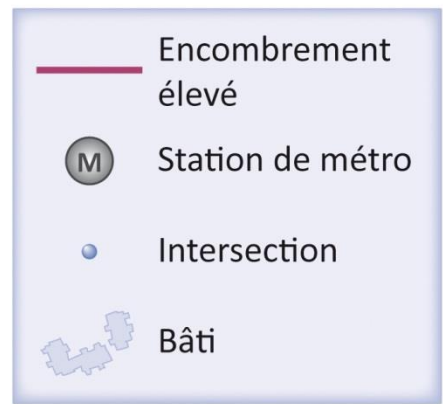 Encombrement
élevé
M Station de métro
Intersection
Bâti